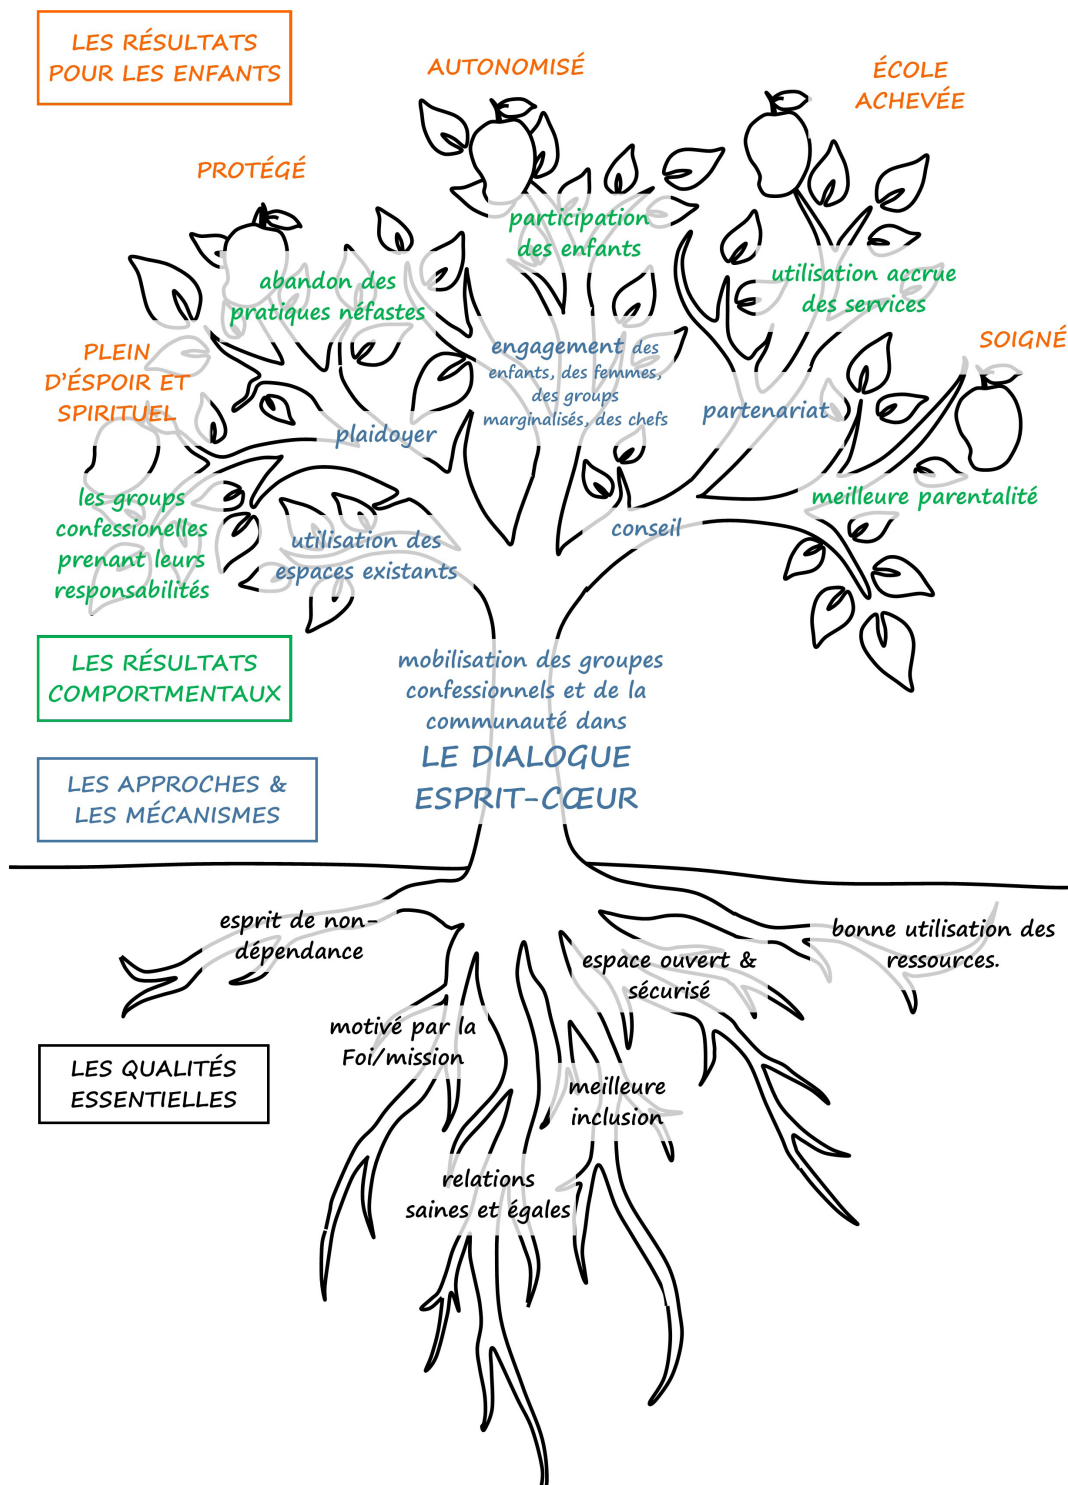 LES RÉSULTATS
POUR LES ENFANTS
AUTONOMISÉ
ÉCOLE
ACHEVÉE
PROTÉGÉ
participation
des enfants
abandon des
pratiques néfastes
utilisation accrue
des services
PLEIN
D'ÉSPOIR ET
SPIRITUEL
SOIGNÉ
engagement des
enfants, des femmes,
des groups
marginalisés, des chefs
partenariat
plaidoyer
les groups
confessionelles
prenant leurs
responsabilités
meilleure parentalité
conseil
utilisation des
espaces existants
LES RÉSULTATS
COMPORTMENTAUX
mobilisation des groupes
confessionnels et de la
communauté dans
LE DIALOGUE
ESPRIT-CŒUR
LES APPROCHES &
LES MÉCANISMES
esprit de non-
dépendance
bonne utilisation des
ressources.
espace ouvert &
sécurisé
motivé par la
Foi/mission
LES QUALITÉS
ESSENTIELLES
meilleure
inclusion
relations
saines et égales